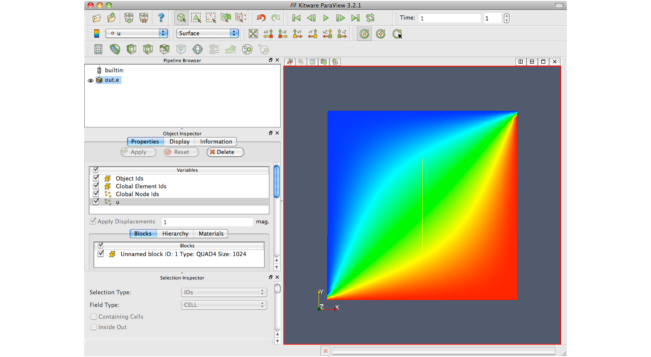 Kitware ParaView 3.2.1
Time: 1 1
u Surface
Pipeline Browser
builtin:
out.e
Object Inspector
Properties Display Information
Apply Reset Delete
Variables
Object Ids
Global Element Ids
Global Node Ids
u
Apply Displacements 1 mag.
Blocks Hierarchy Materials
Blocks
Unnamed block ID: 1 Type: QUAD4 Size: 1024
Selection Inspector
Selection Type: IDs
Field Type: CELL
Containing Cells
Inside Out
Y
Z X